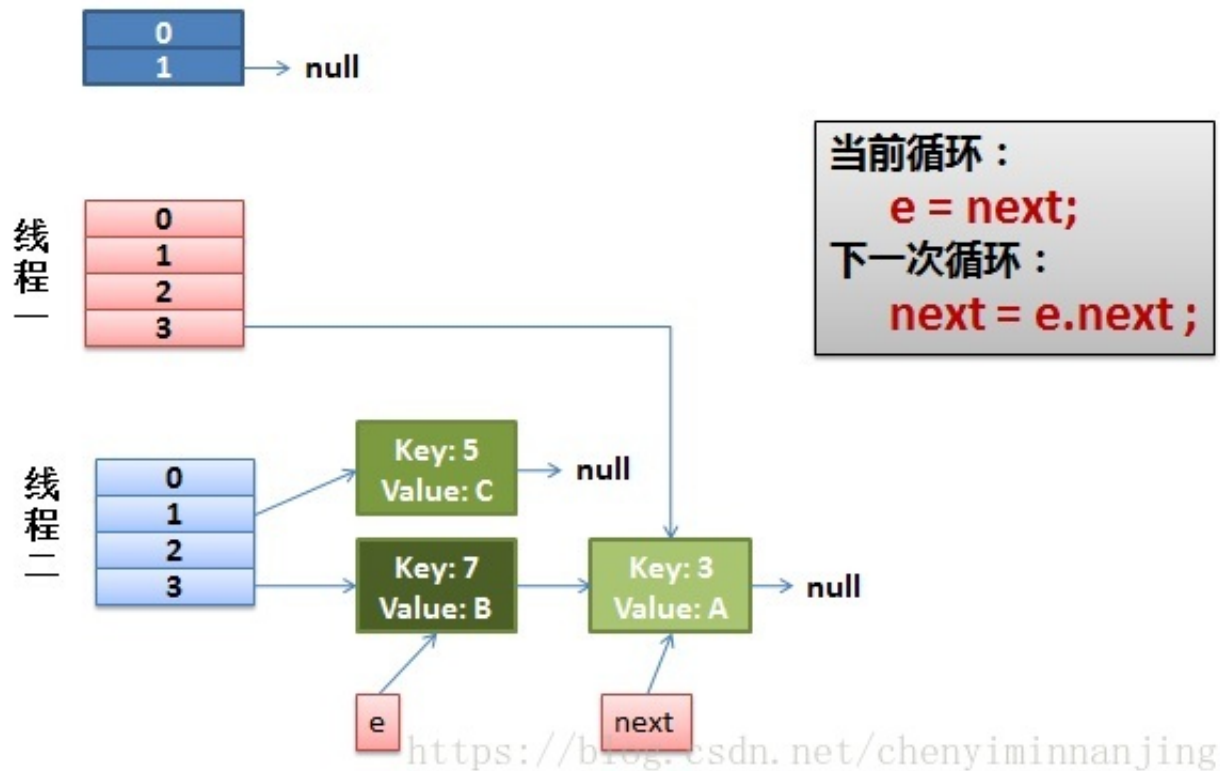 0
1
null
当前循环：
e = next;
下一次循环：
next = e.next ;
线程一
0
1
2
3
线程二
0
1
2
3
Key: 5
Value: C
null
Key: 7
Value: B
Key: 3
Value: A
null
e
next
https://blog.csdn.net/chenyiminnanjing